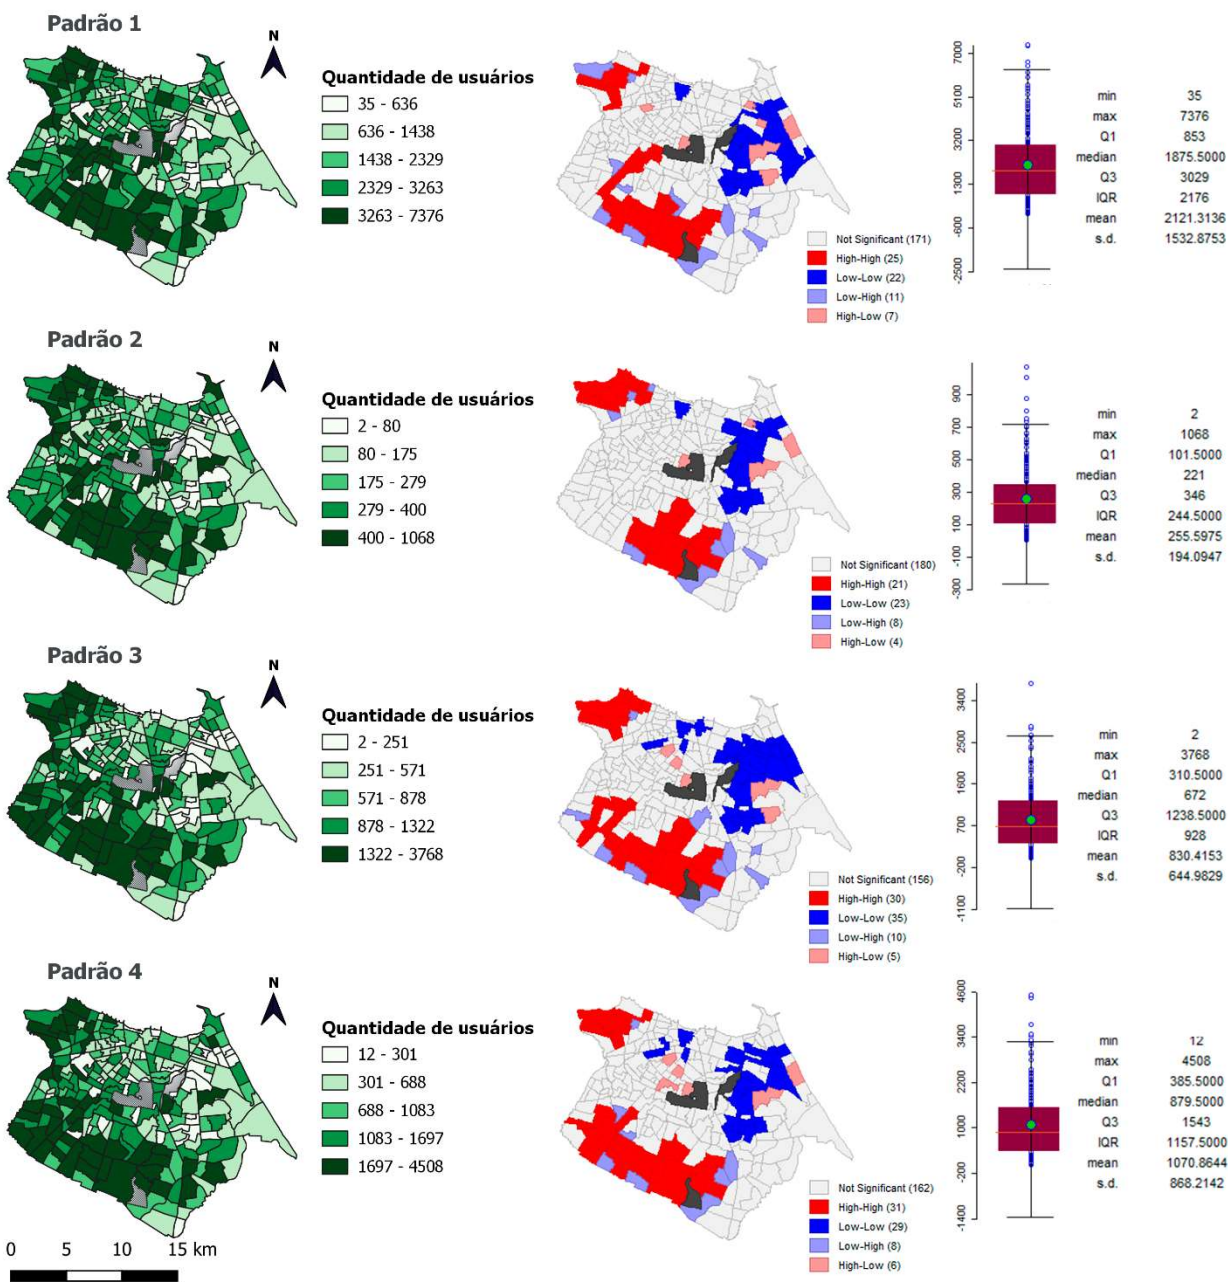 Padrão 1
N
Quantidade de usuários
35 - 636
636 - 1438
1438 - 2329
2329 - 3263
3263 - 7376
Not Significant (171)
High-High (25)
Low-Low (22)
Low-High (11)
High-Low (7)
7000
5100
3200
1300
-600
-2500
min 35
max 7376
Q1 853
median 1875.5000
Q3 3029
IQR 2176
mean 2121.3136
s.d. 1532.8753
Padrão 2
N
Quantidade de usuários
2 - 80
80 - 175
175 - 279
279 - 400
400 - 1068
Not Significant (180)
High-High (21)
Low-Low (23)
Low-High (8)
High-Low (4)
900
700
500
300
100
-100
-300
min 2
max 1068
Q1 101.5000
median 221
Q3 346
IQR 244.5000
mean 255.5975
s.d. 194.0947
Padrão 3
N
Quantidade de usuários
2 - 251
251 - 571
571 - 878
878 - 1322
1322 - 3768
Not Significant (156)
High-High (30)
Low-Low (35)
Low-High (10)
High-Low (5)
3400
2500
1600
700
-200
-1100
min 2
max 3768
Q1 310.5000
median 672
Q3 1238.5000
IQR 928
mean 830.4153
s.d. 644.9829
Padrão 4
N
Quantidade de usuários
12 - 301
301 - 688
688 - 1083
1083 - 1697
1697 - 4508
Not Significant (162)
High-High (31)
Low-Low (29)
Low-High (8)
High-Low (6)
4600
3400
2200
1000
-200
-1400
min 12
max 4508
Q1 385.5000
median 879.5000
Q3 1543
IQR 1157.5000
mean 1070.8644
s.d. 868.2142
0 5 10 15 km